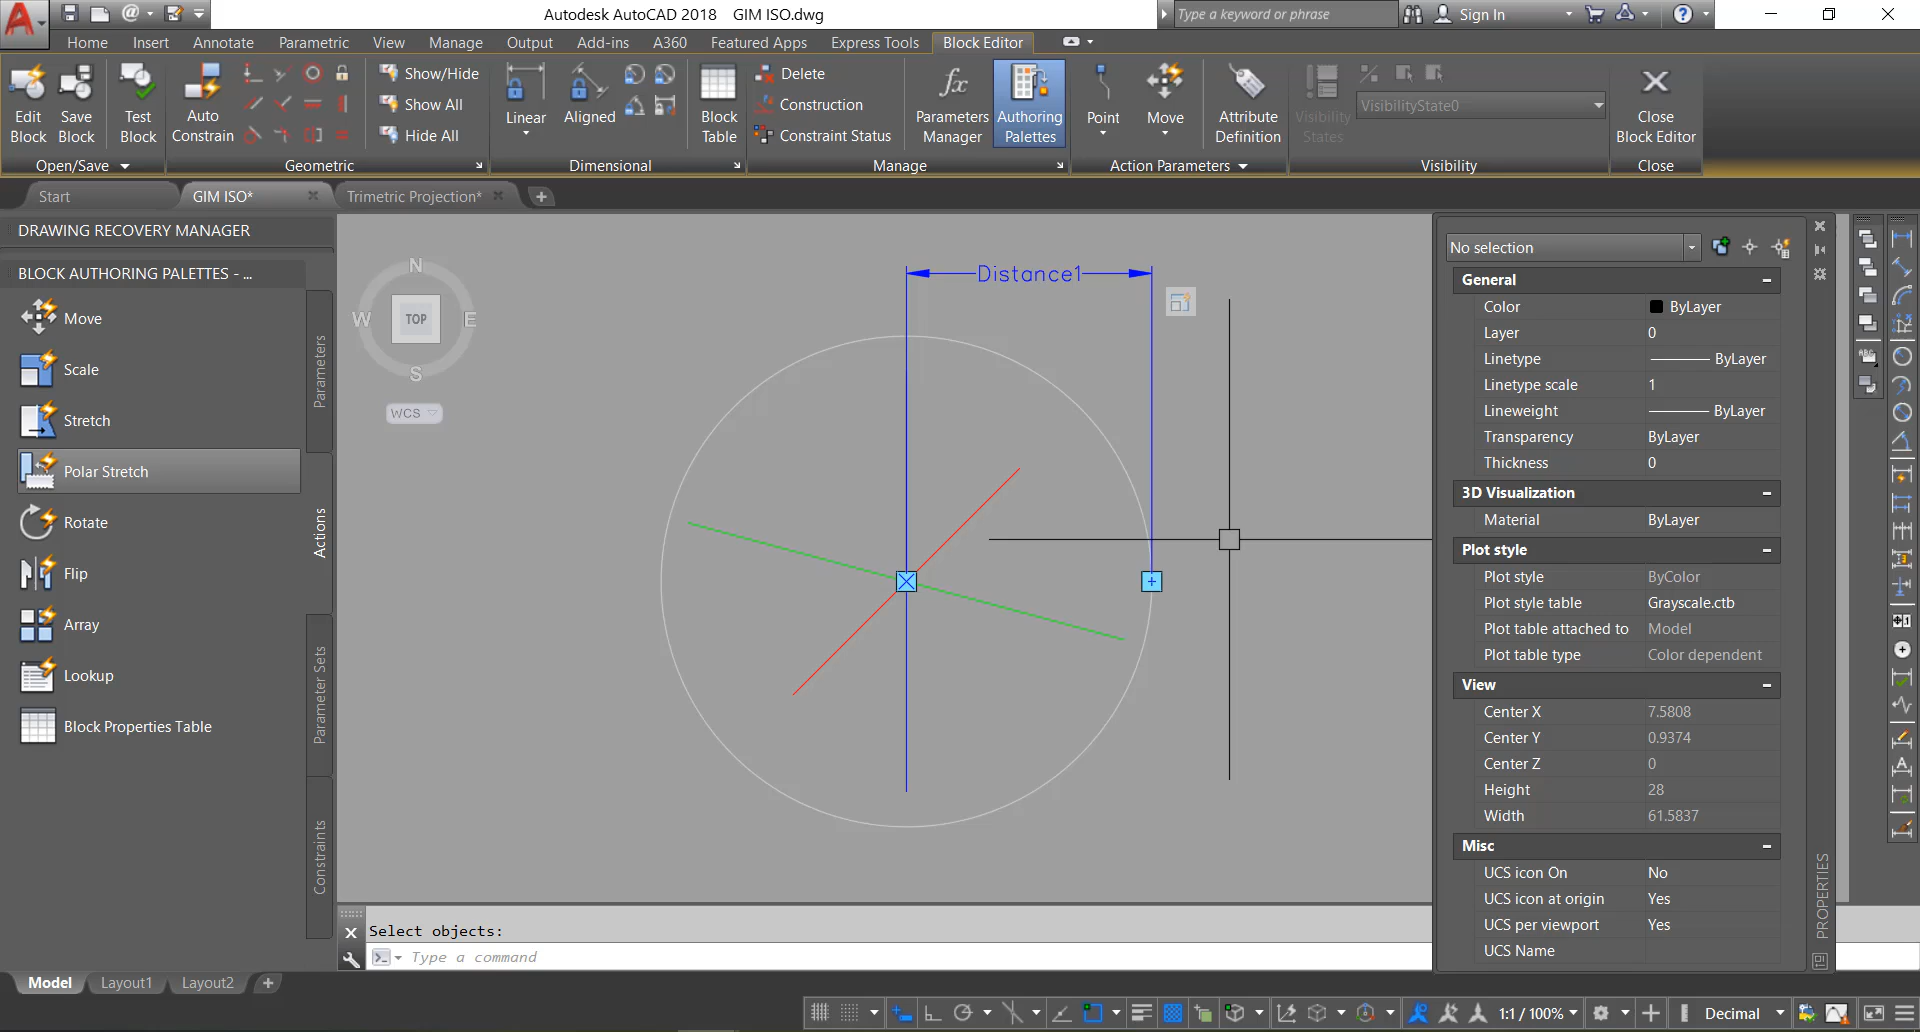 Autodesk AutoCAD 2018 GIM ISO.dwg
Type a keyword or phrase
Sign In
Home Insert Annotate Parametric View Manage Output Add-ins A360 Featured Apps Express Tools Block Editor
Edit Block
Save Block
Test Block
Open/Save
Auto Constrain
Show/Hide
Show All
Hide All
Geometric
Linear
Aligned
Dimensional
Block Table
Delete
Construction
Constraint Status
Parameters Manager
Authoring Palettes
Manage
Point
Move
Action Parameters
Attribute Definition
Visibility States
VisibilityState0
Visibility
Close Block Editor
Close
Start
GIM ISO*
Trimetric Projection*
DRAWING RECOVERY MANAGER
BLOCK AUTHORING PALETTES - ...
Move
Scale
Stretch
Polar Stretch
Rotate
Flip
Array
Lookup
Block Properties Table
Parameters
Actions
Parameter Sets
Constraints
N
W
TOP
E
S
WCS
Distance1
No selection
General
Color ByLayer
Layer 0
Linetype ByLayer
Linetype scale 1
Lineweight ByLayer
Transparency ByLayer
Thickness 0
3D Visualization
Material ByLayer
Plot style
Plot style ByColor
Plot style table Grayscale.ctb
Plot table attached to Model
Plot table type Color dependent
View
Center X 7.5808
Center Y 0.9374
Center Z 0
Height 28
Width 61.5837
Misc
UCS icon On No
UCS icon at origin Yes
UCS per viewport Yes
UCS Name
PROPERTIES
Select objects:
Type a command
Model
Layout1
Layout2
1:1 / 100%
Decimal